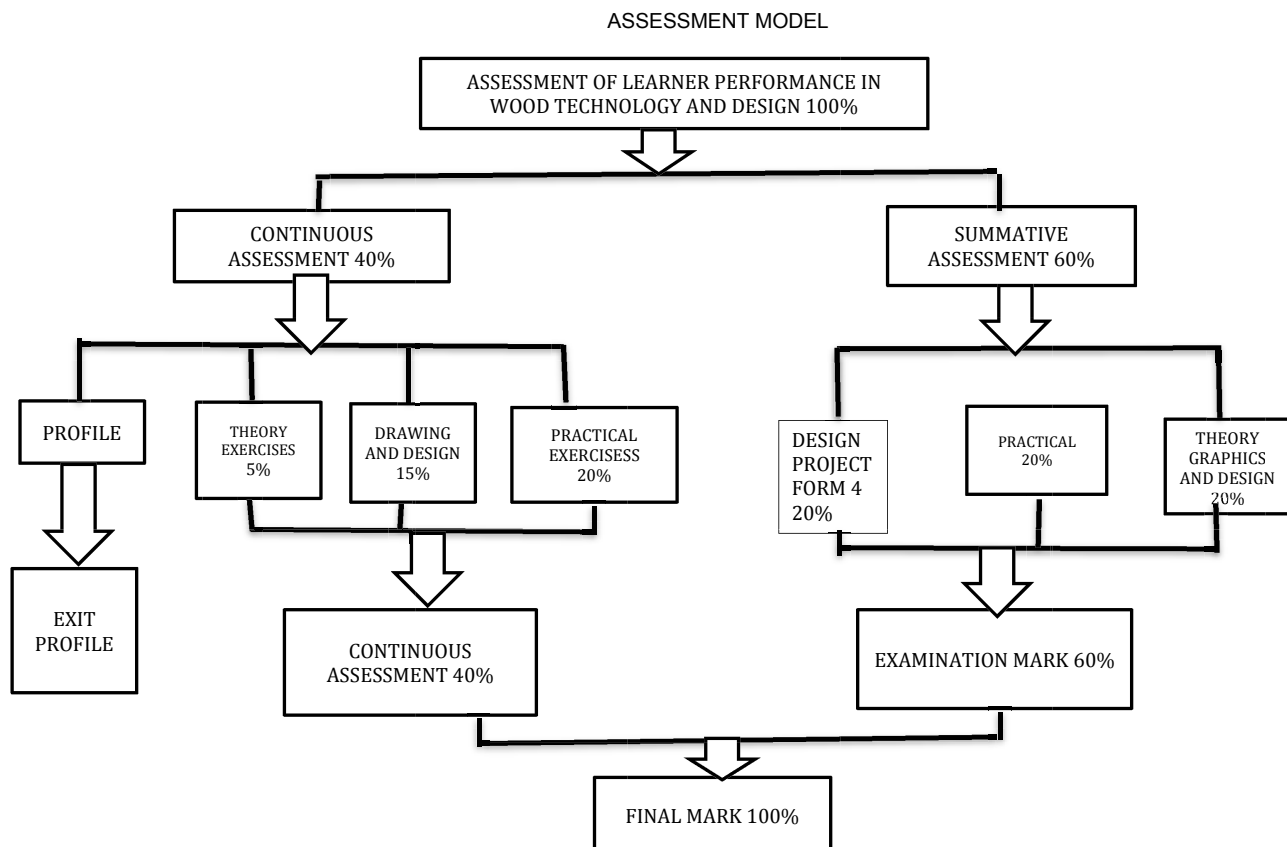 ASSESSMENT MODEL
ASSESSMENT OF LEARNER PERFORMANCE IN
WOOD TECHNOLOGY AND DESIGN 100%
CONTINUOUS
ASSESSMENT 40%
SUMMATIVE
ASSESSMENT 60%
PROFILE
THEORY
EXERCISES
5%
DRAWING
AND DESIGN
15%
PRACTICAL
EXERCISESS
20%
DESIGN
PROJECT
FORM 4
20%
PRACTICAL
20%
THEORY
GRAPHICS
AND DESIGN
20%
EXIT
PROFILE
CONTINUOUS
ASSESSMENT 40%
EXAMINATION MARK 60%
FINAL MARK 100%